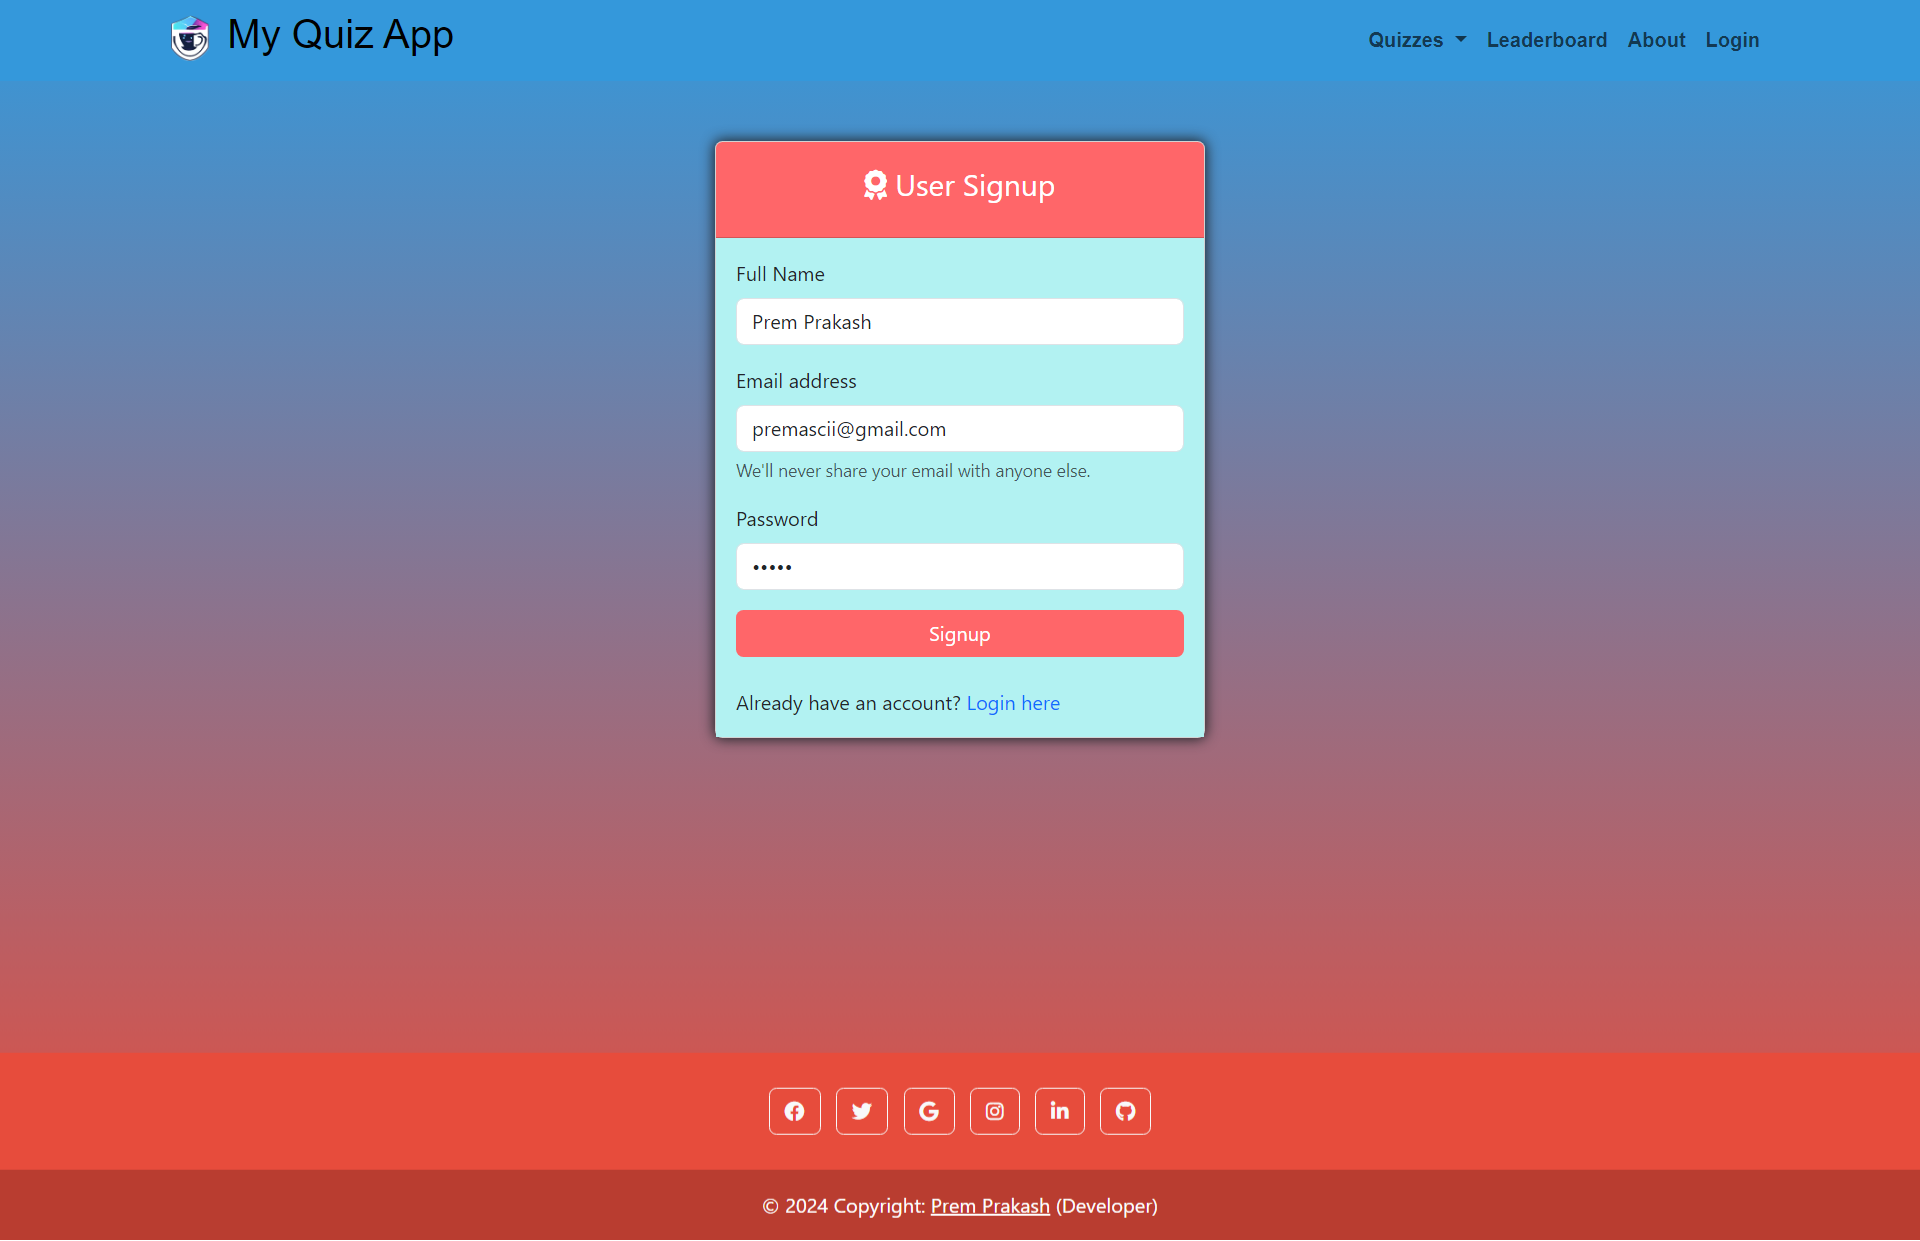 My Quiz App
Quizzes Leaderboard About Login
User Signup
Full Name
Prem Prakash
Email address
premascii@gmail.com
We'll never share your email with anyone else.
Password
•••••
Signup
Already have an account? Login here
© 2024 Copyright: Prem Prakash (Developer)